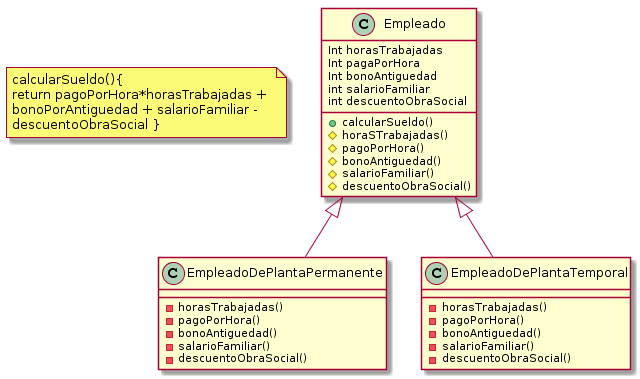 C Empleado
Int horasTrabajadas
Int pagaPorHora
Int bonoAntiguedad
int salarioFamiliar
int descuentoObraSocial
calcularSueldo()
horaSTrabajadas()
pagoPorHora()
bonoAntiguedad()
salarioFamiliar()
descuentoObraSocial()
calcularSueldo(){
return pagoPorHora*horasTrabajadas +
bonoPorAntiguedad + salarioFamiliar -
descuentoObraSocial }
C EmpleadoDePlantaPermanente
horasTrabajadas()
pagoPorHora()
bonoAntiguedad()
salarioFamiliar()
descuentoObraSocial()
C EmpleadoDePlantaTemporal
horasTrabajadas()
pagoPorHora()
bonoAntiguedad()
salarioFamiliar()
descuentoObraSocial()